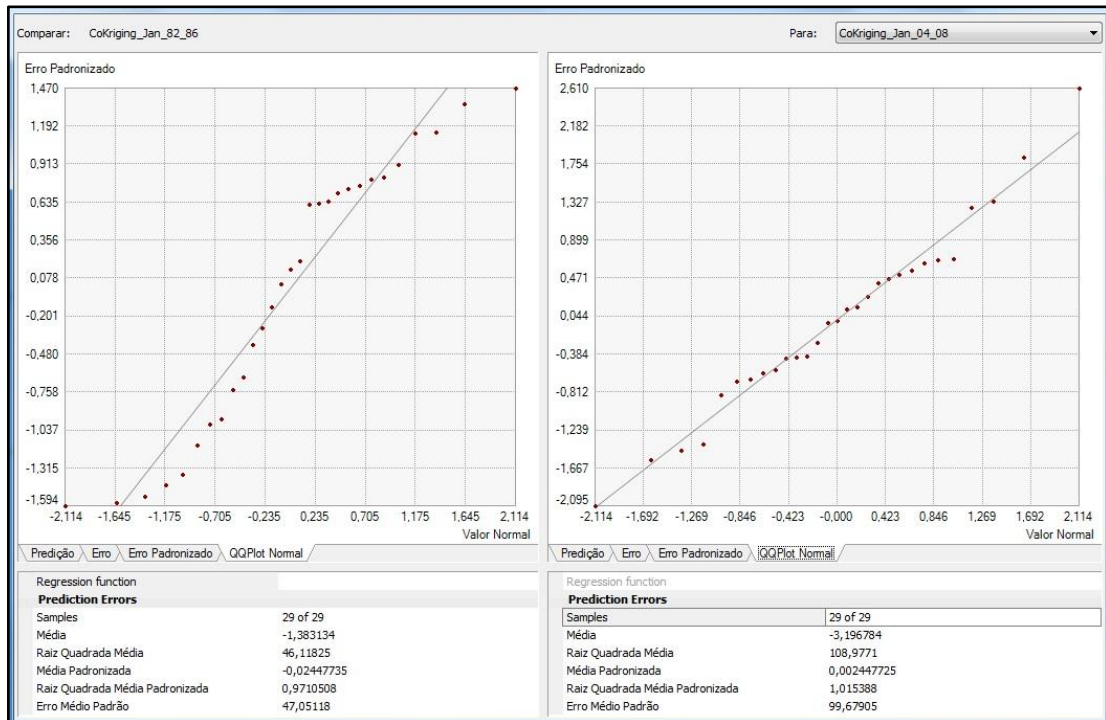 Comparar: CoKriging_Jan_82_86
Para: CoKriging_Jan_04_08
Erro Padronizado
1,470
1,192
0,913
0,635
0,356
0,078
-0,201
-0,480
-0,758
-1,037
-1,315
-1,594
-2,114 -1,645 -1,175 -0,705 -0,235 0,235 0,705 1,175 1,645 2,114
Valor Normal
Predição Erro Erro Padronizado QQPlot Normal
Regression function
Prediction Errors
Samples 29 of 29
Média -1,383134
Raiz Quadrada Média 46,11825
Média Padronizada -0,02447735
Raiz Quadrada Média Padronizada 0,9710508
Erro Médio Padrão 47,05118
Erro Padronizado
2,610
2,182
1,754
1,327
0,899
0,471
0,044
-0,384
-0,812
-1,239
-1,667
-2,095
-2,114 -1,692 -1,269 -0,846 -0,423 -0,000 0,423 0,846 1,269 1,692 2,114
Valor Normal
Predição Erro Erro Padronizado QQPlot Normal
Regression function
Prediction Errors
Samples 29 of 29
Média -3,196784
Raiz Quadrada Média 108,9771
Média Padronizada 0,002447725
Raiz Quadrada Média Padronizada 1,015388
Erro Médio Padrão 99,67905